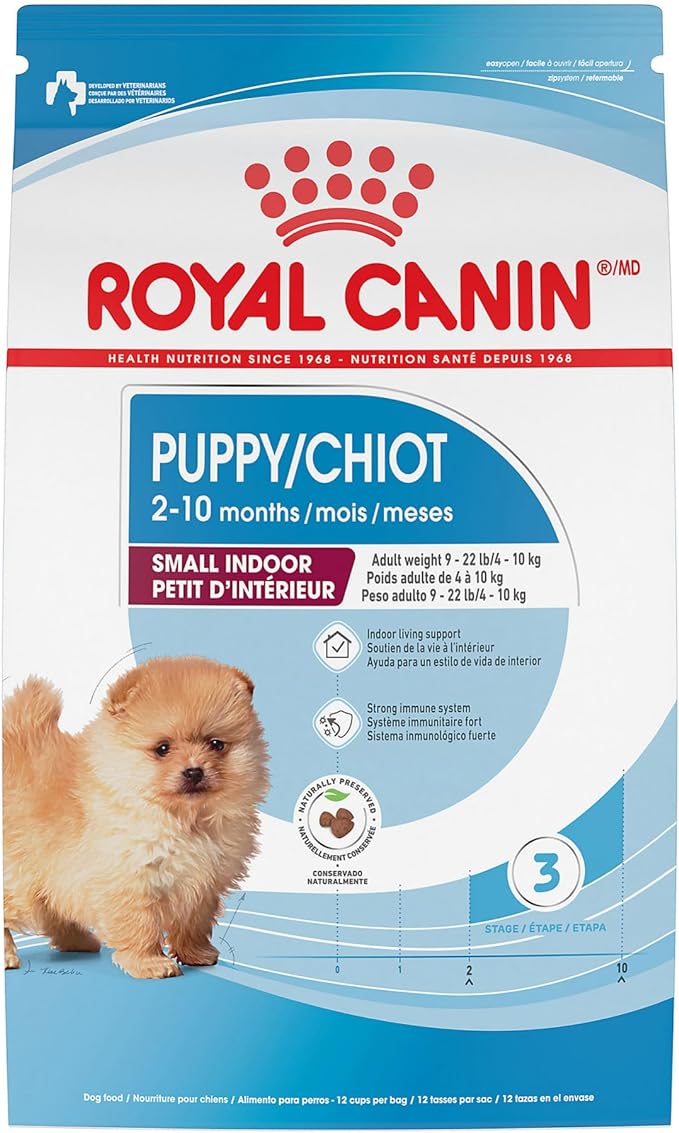 DEVELOPED BY VETERINARIANS
CONÇUE PAR DES VÉTÉRINAIRES
DESARROLLADO POR VETERINARIOS
easyopen / facile à ouvrir / fácil apertura
zipsystem / refermable
ROYAL CANIN ®/MD
HEALTH NUTRITION SINCE 1968 - NUTRITION SANTÉ DEPUIS 1968
PUPPY/CHIOT
2-10 months/mois/meses
SMALL INDOOR
PETIT D'INTÉRIEUR
Adult weight 9 - 22 lb/4 - 10 kg
Poids adulte de 4 à 10 kg
Peso adulto 9 - 22 lb/4 - 10 kg
Indoor living support
Soutien de la vie à l'intérieur
Ayuda para un estilo de vida de interior
Strong immune system
Système immunitaire fort
Sistema inmunológico fuerte
NATURALLY PRESERVED
NATURELLEMENT CONSERVÉE
CONSERVADO
NATURALMENTE
3
STAGE / ÉTAPE / ETAPA
0 1 2 10
Dog food / Nourriture pour chiens / Alimento para perros - 12 cups per bag / 12 tasses par sac / 12 tazas en el envase